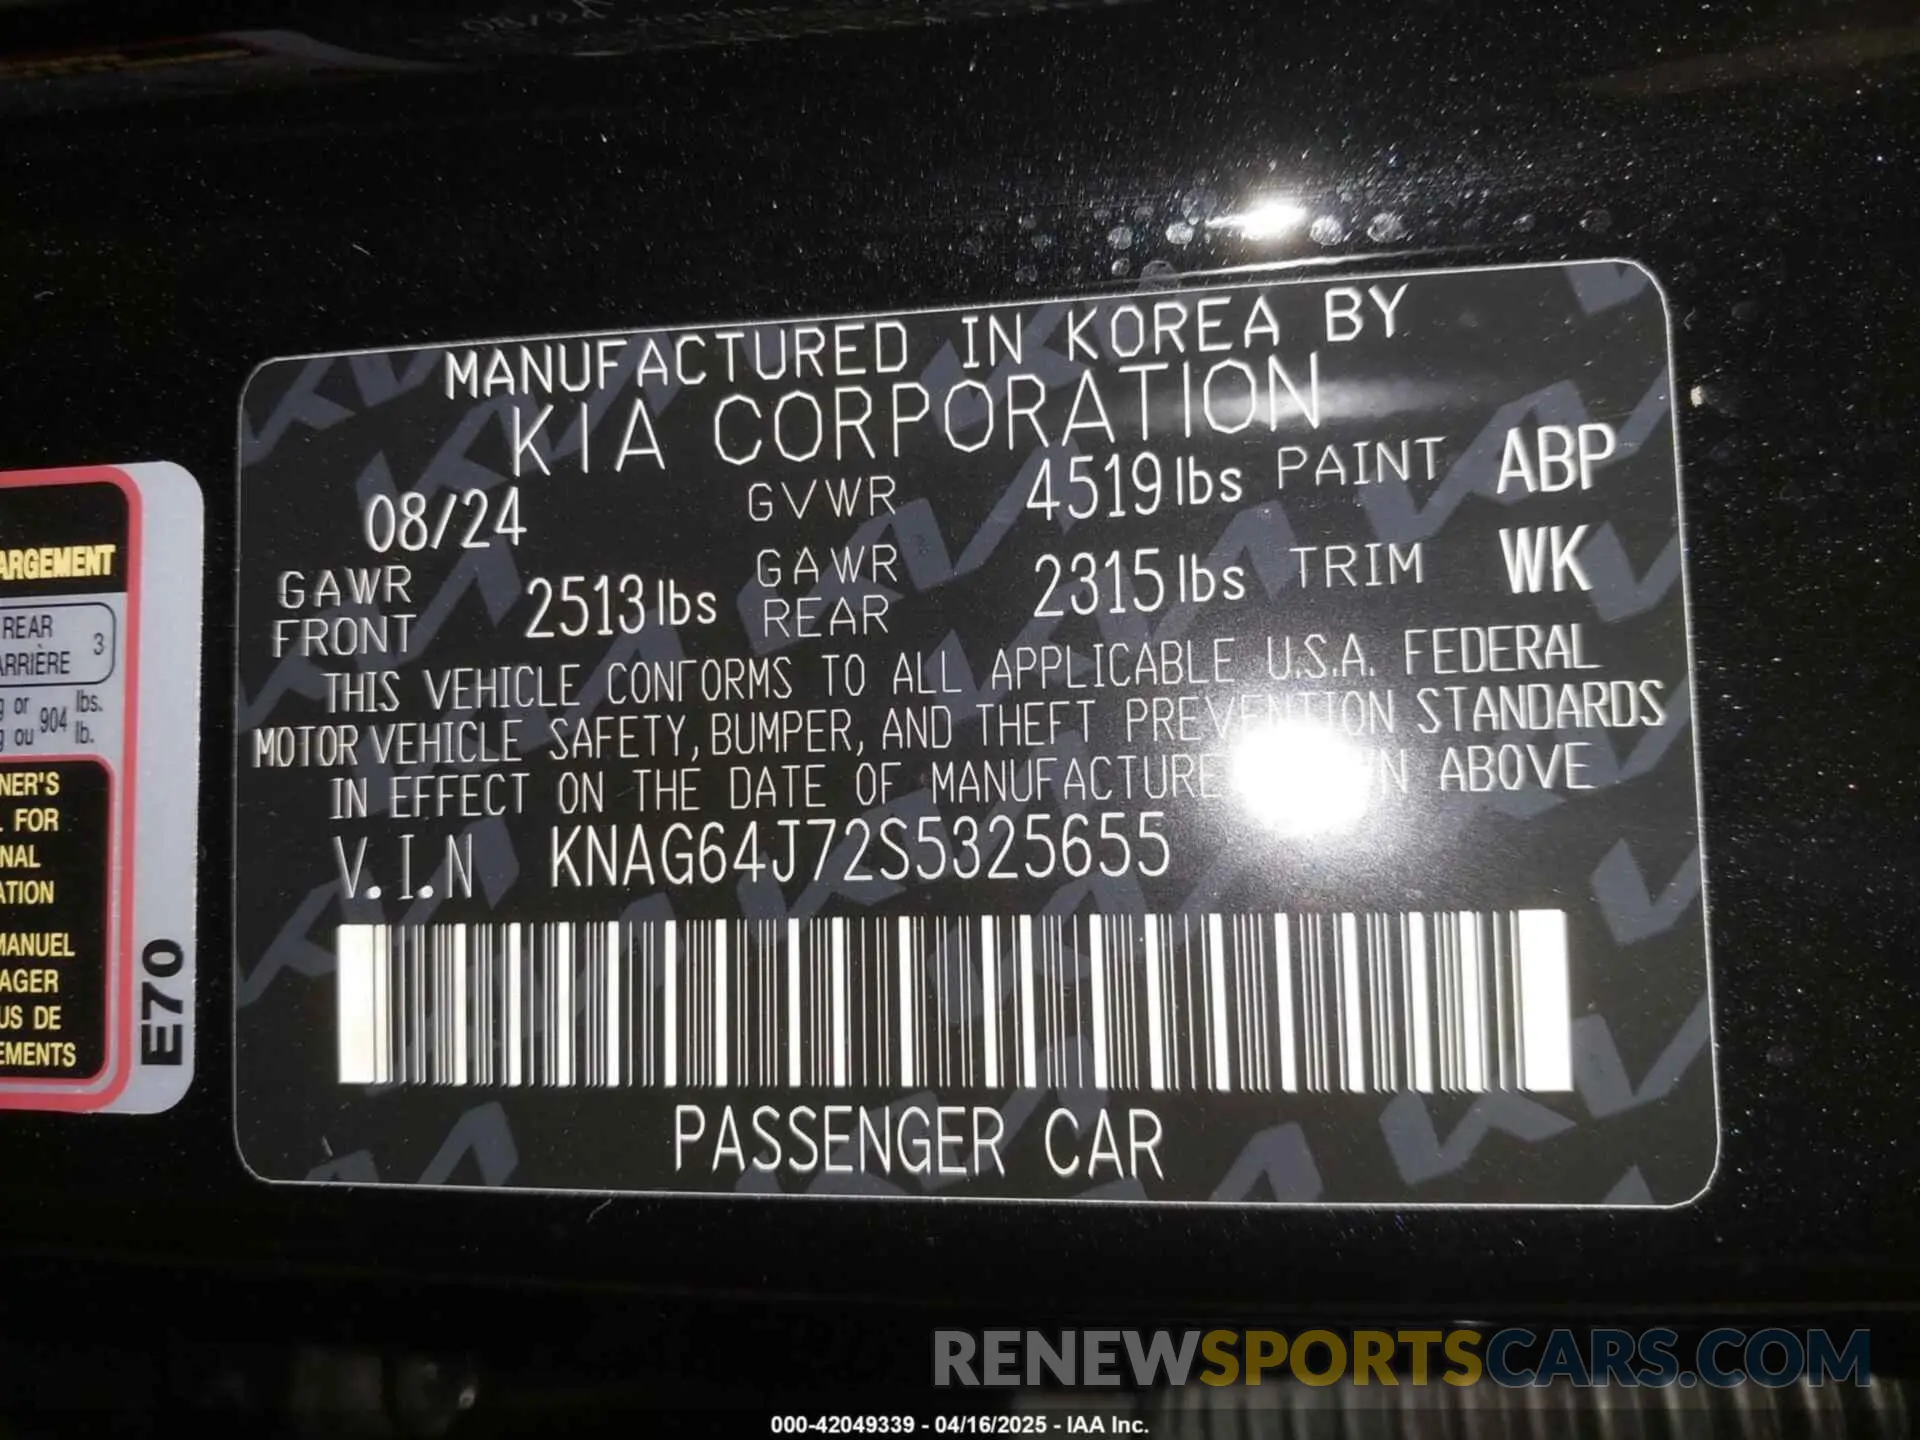 MANUFACTURED IN KOREA BY
KIA CORPORATION
08/24 GVWR 4519 lbs PAINT ABP
GAWR FRONT 2513 lbs GAWR REAR 2315 lbs TRIM WK
THIS VEHICLE CONFORMS TO ALL APPLICABLE U.S.A. FEDERAL
MOTOR VEHICLE SAFETY, BUMPER, AND THEFT PREVENTION STANDARDS
IN EFFECT ON THE DATE OF MANUFACTURE ABOVE
V.I.N KNAG64J72S5325655
PASSENGER CAR
ARGEMENT
REAR 3
ARRIÈRE
or 904 lbs.
ou lb.
NER'S
FOR
NAL
ATION
MANUEL
AGER
US DE
EMENTS
E70
RENEWSPORTSCARS.COM
000-42049339 - 04/16/2025 - IAA Inc.